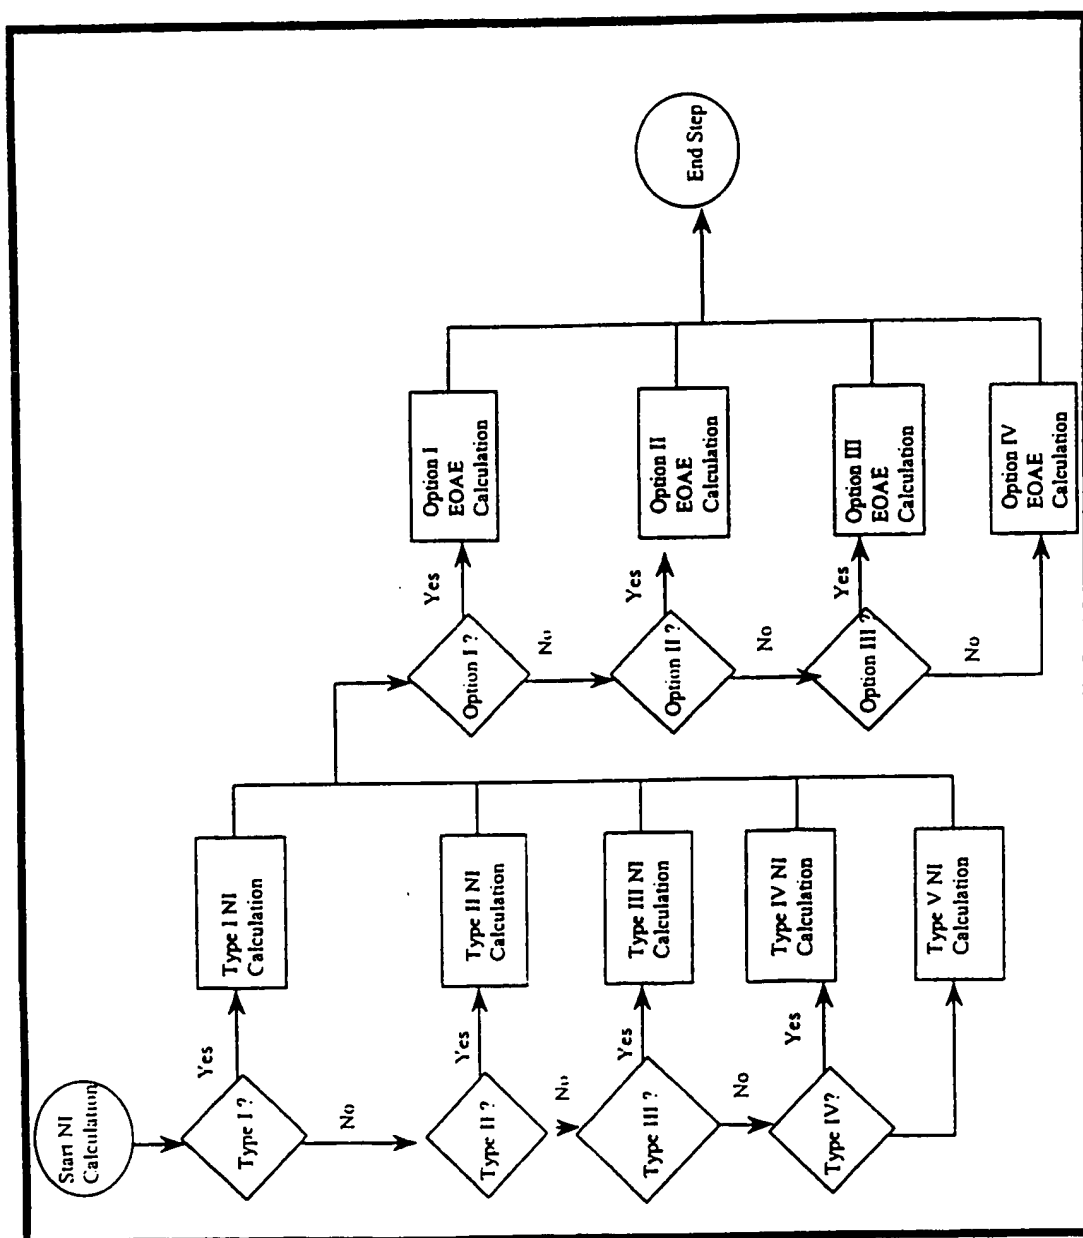 Start NI
Calculation
Type I ?
Yes
Type I NI
Calculation
No
Type II ?
Yes
Type II NI
Calculation
No
Type III ?
Yes
Type III NI
Calculation
No
Type IV?
Yes
Type IV NI
Calculation
Type V NI
Calculation
Option I ?
Yes
Option I
EOAE
Calculation
No
Option II ?
Yes
Option II
EOAE
Calculation
No
Option III ?
Yes
Option III
EOAE
Calculation
No
Option IV
EOAE
Calculation
End Step